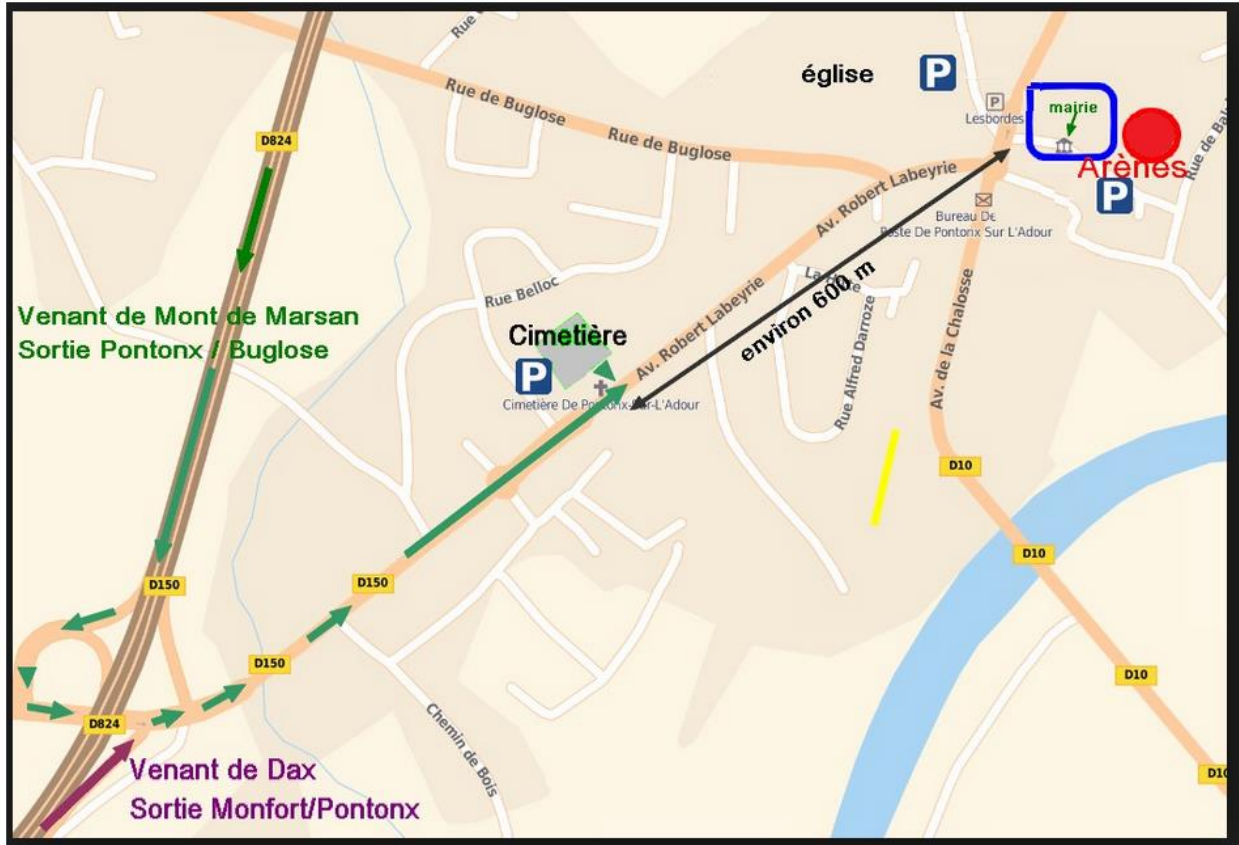 Rue
Rue de Buglose
Rue de Buglose
église
P
P
Lesbordes
mairie
Arènes
P
Rue de
D824
Av. Robert Labeyrie
Bureau De
Poste De Pontonx Sur L'Adour
Rue Belloc
environ 600 m
Venant de Mont de Marsan
Sortie Pontonx / Buglose
Cimetière
P
Cimetière De Pontonx-Sur-L'Adour
Av. Robert Labeyrie
Rue Alfred Darroze
Av. de la Chalosse
D10
D10
D150
D150
D150
D10
D10
D824
Chemin de Bois
Venant de Dax
Sortie Monfort/Pontonx